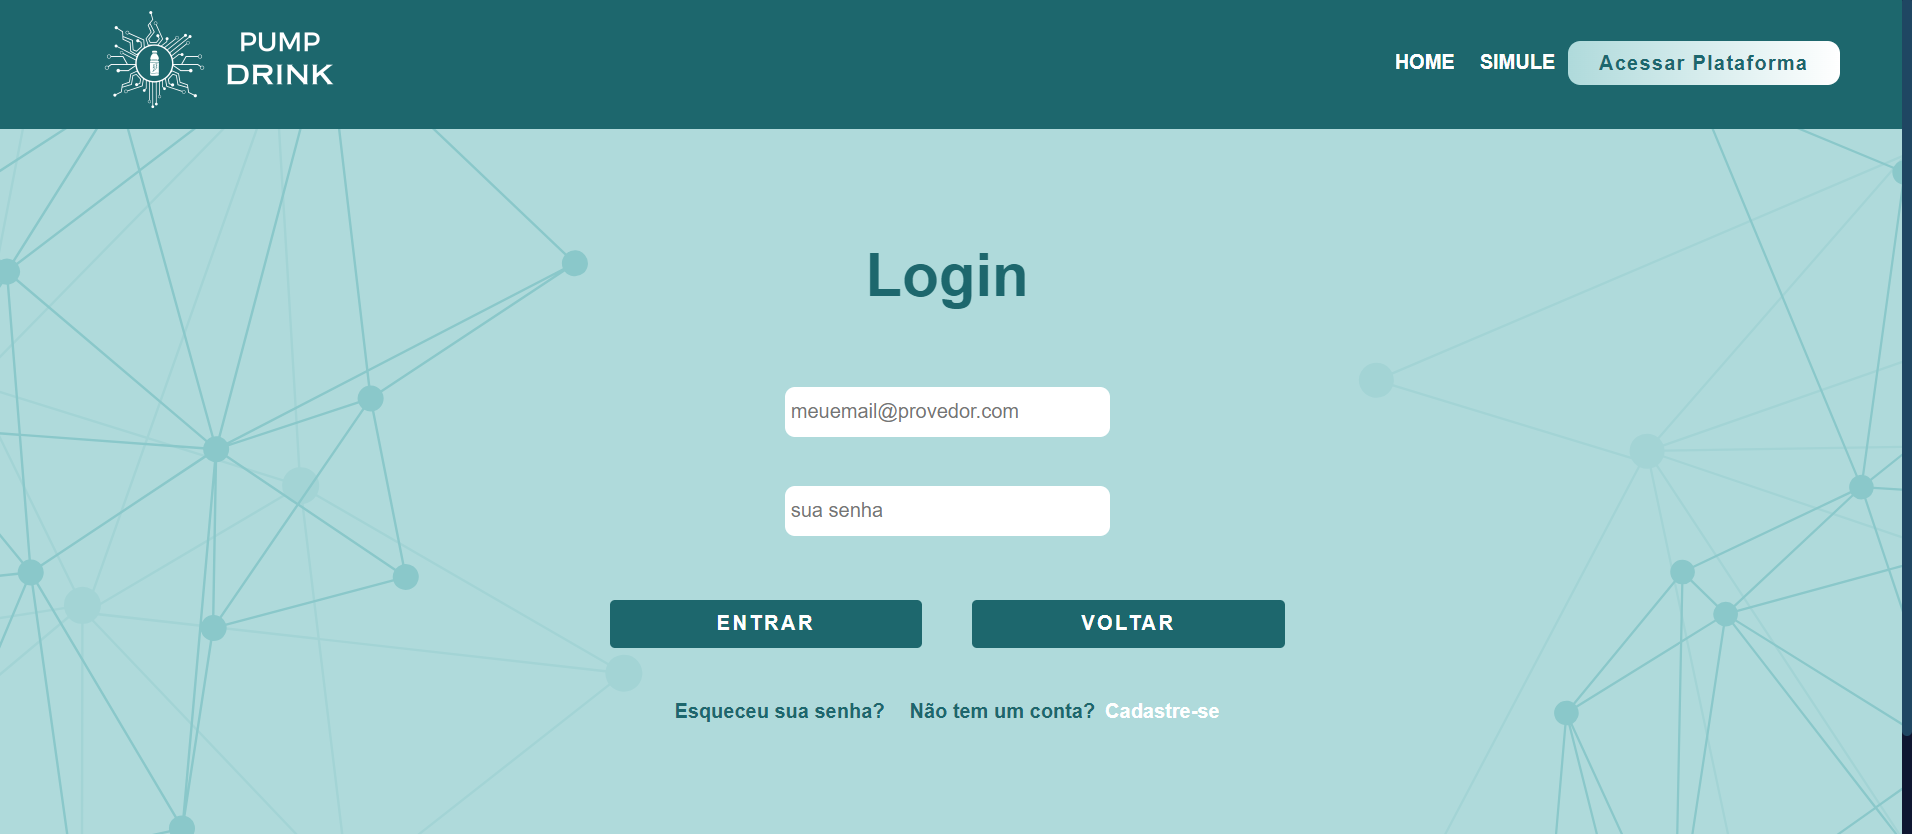 PUMP
DRINK
HOME SIMULE Acessar Plataforma
Login
meuemail@provedor.com
sua senha
ENTRAR VOLTAR
Esqueceu sua senha? Não tem um conta? Cadastre-se